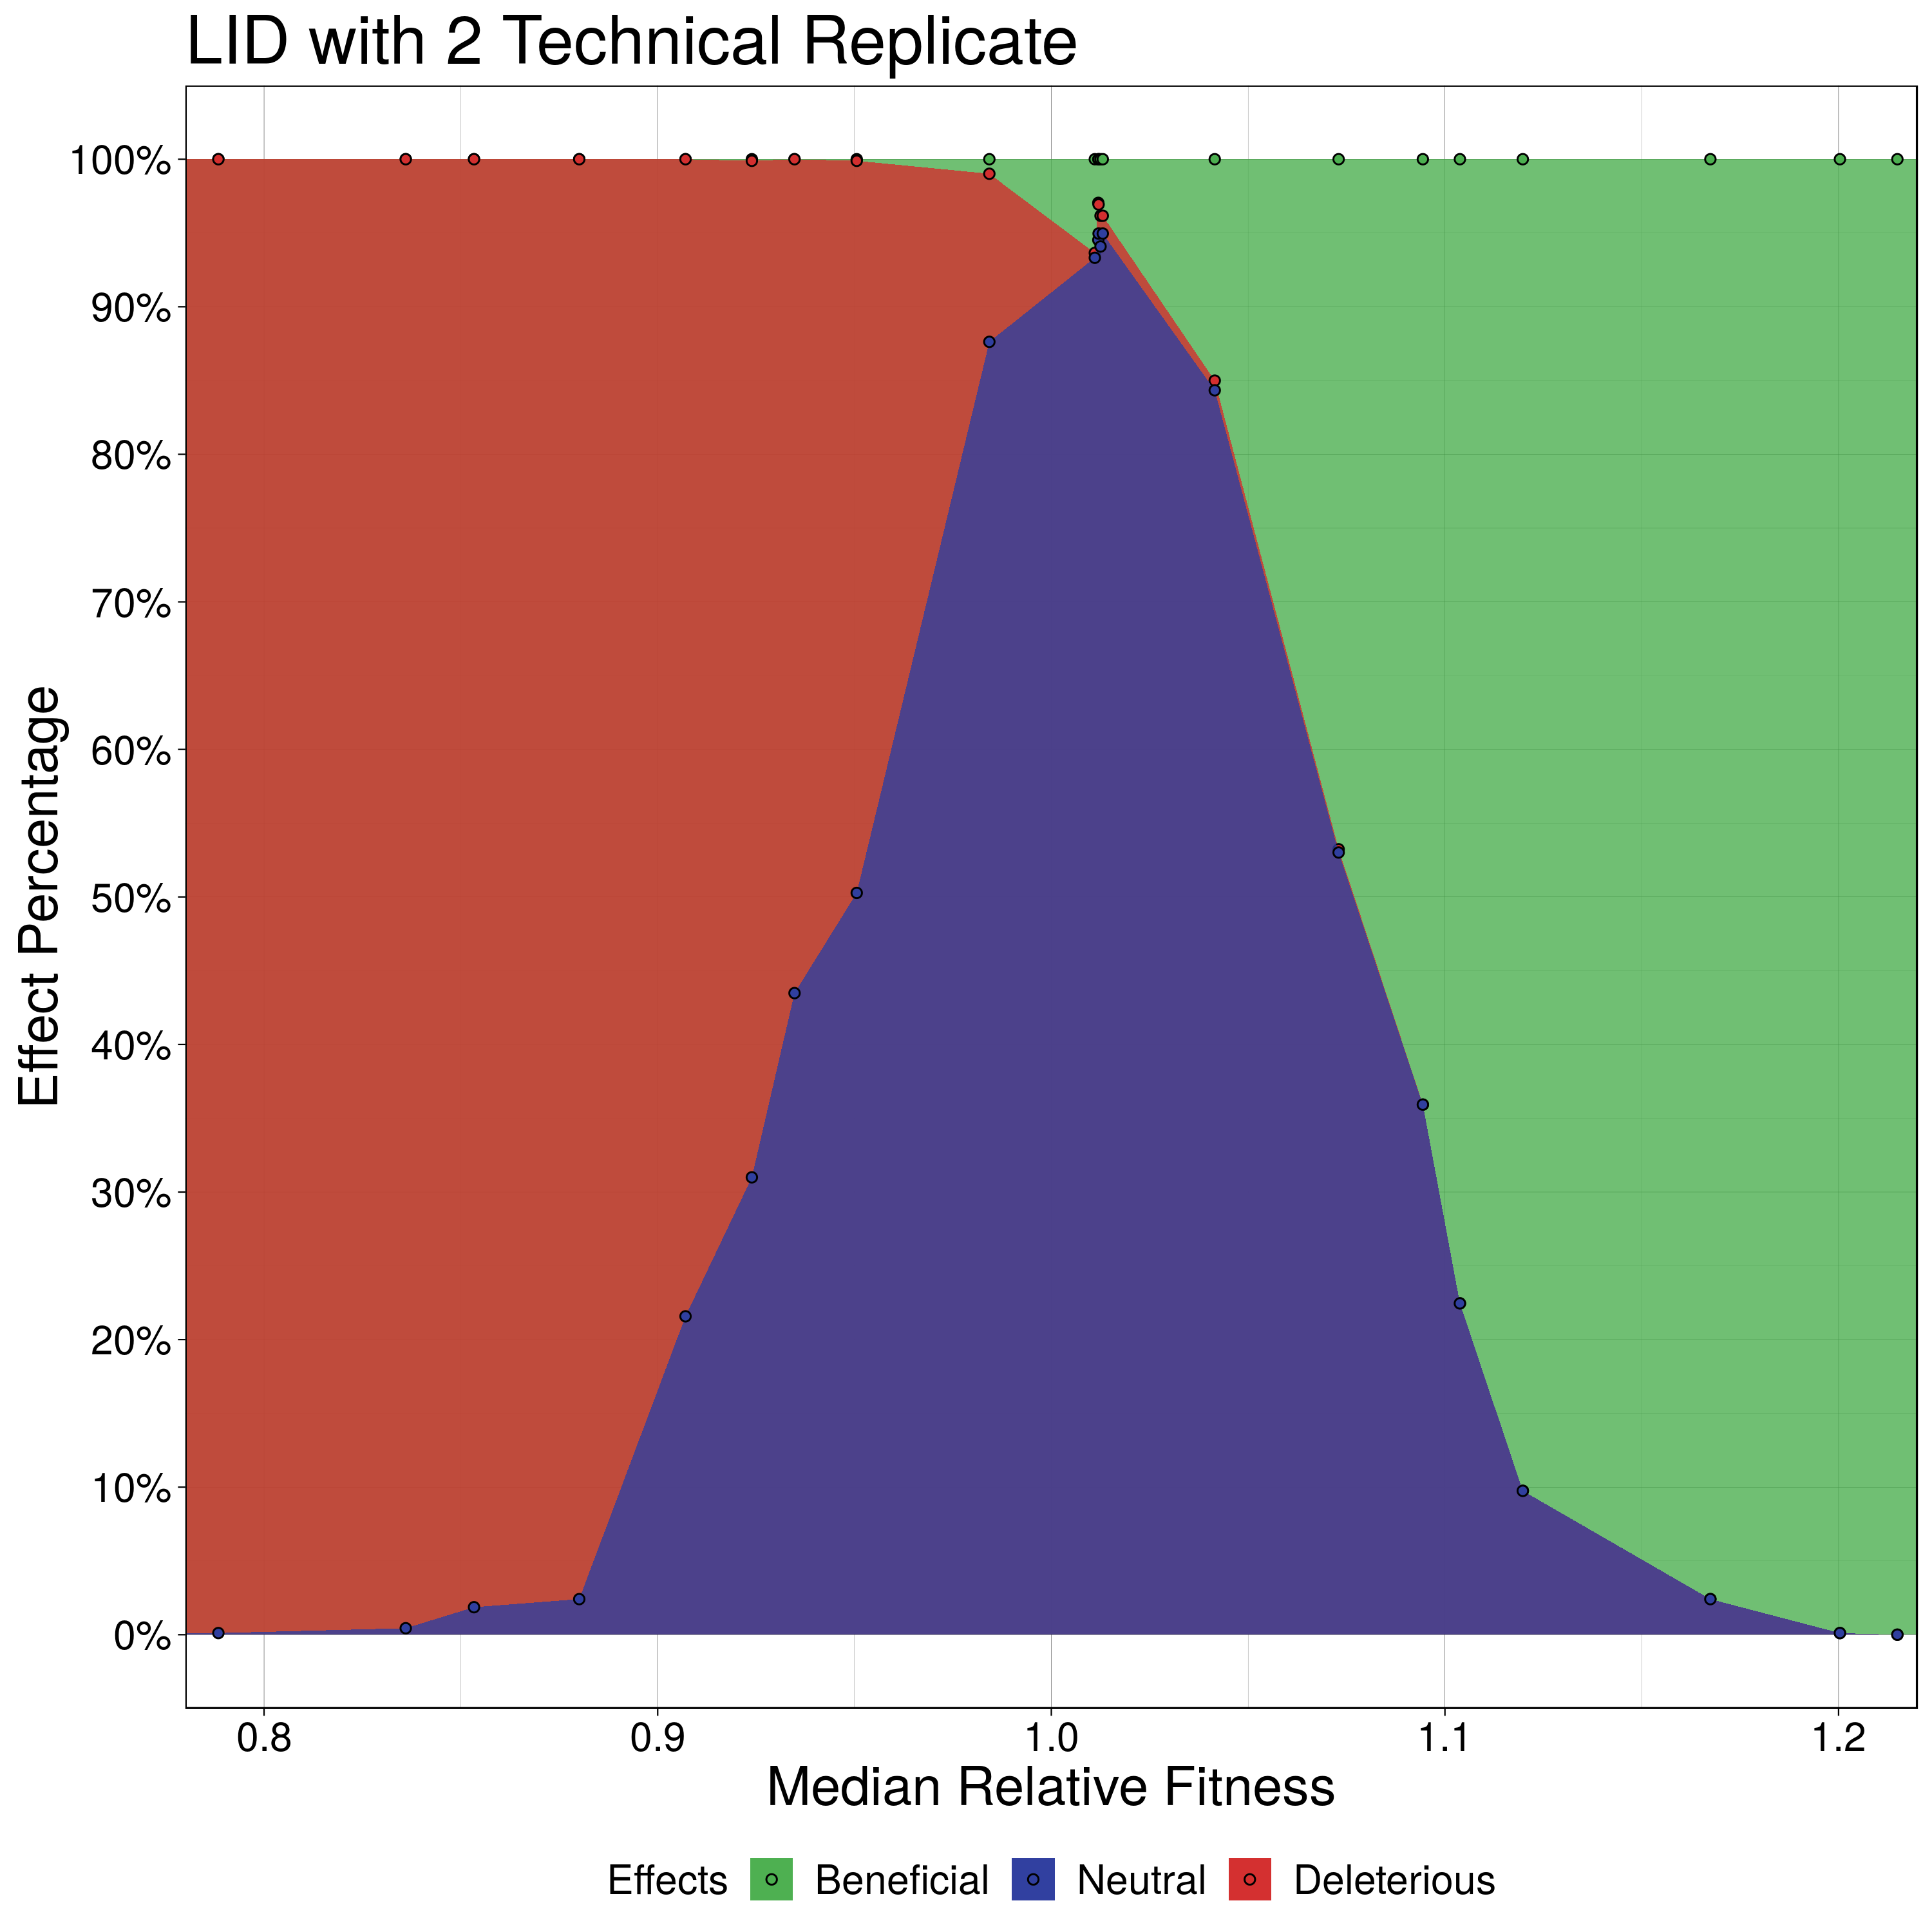 LID with 2 Technical Replicate
Effect Percentage
100%
90%
80%
70%
60%
50%
40%
30%
20%
10%
0%
0.8 0.9 1.0 1.1 1.2
Median Relative Fitness
Effects Beneficial Neutral Deleterious